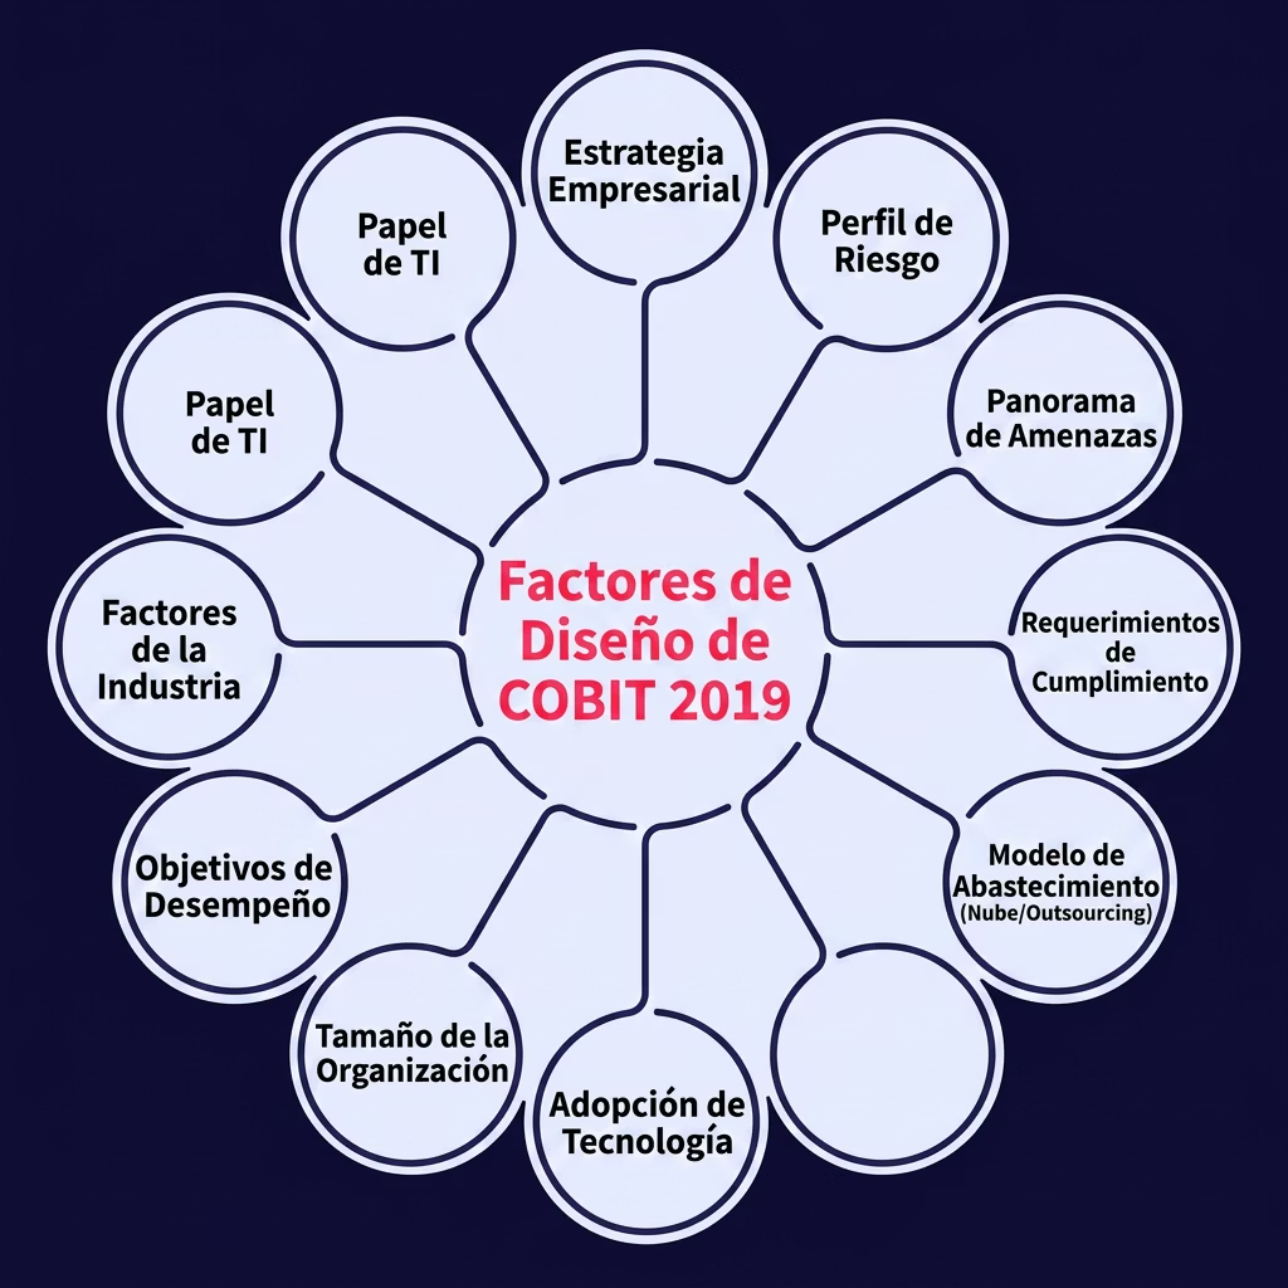 Estrategia
Empresarial
Perfil de
Riesgo
Panorama
de Amenazas
Requerimientos
de
Cumplimiento
Modelo de
Abastecimiento
(Nube/Outsourcing)
Adopción de
Tecnología
Tamaño de la
Organización
Objetivos de
Desempeño
Factores
de la
Industria
Papel
de TI
Papel
de TI
Factores de
Diseño de
COBIT 2019